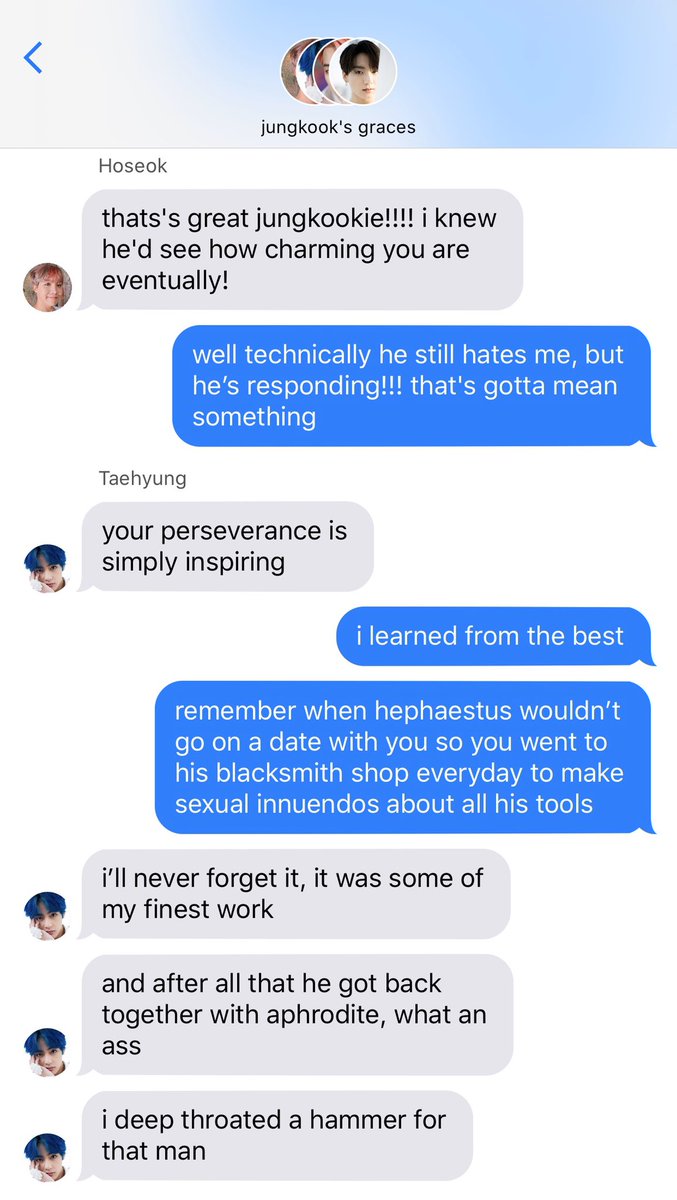 jungkook's graces
Hoseok
thats's great jungkookie!!!! i knew
he'd see how charming you are
eventually!
well technically he still hates me, but
he’s responding!!! that's gotta mean
something
Taehyung
your perseverance is
simply inspiring
i learned from the best
remember when hephaestus wouldn’t
go on a date with you so you went to
his blacksmith shop everyday to make
sexual innuendos about all his tools
i’ll never forget it, it was some of
my finest work
and after all that he got back
together with aphrodite, what an
ass
i deep throated a hammer for
that man